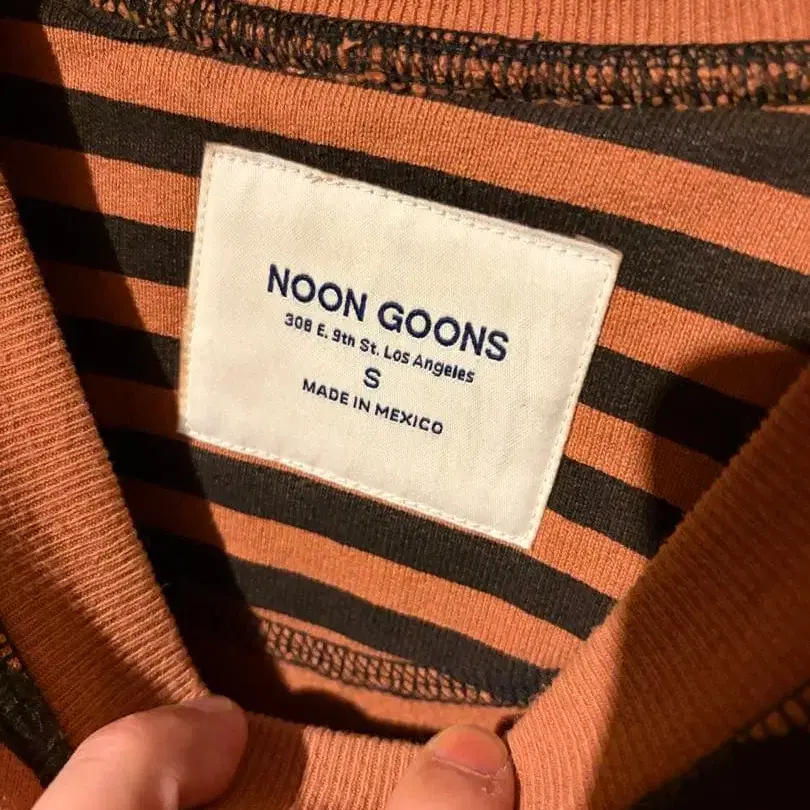 NOON GOONS
308 E. 9th St. Los Angeles
S
MADE IN MEXICO